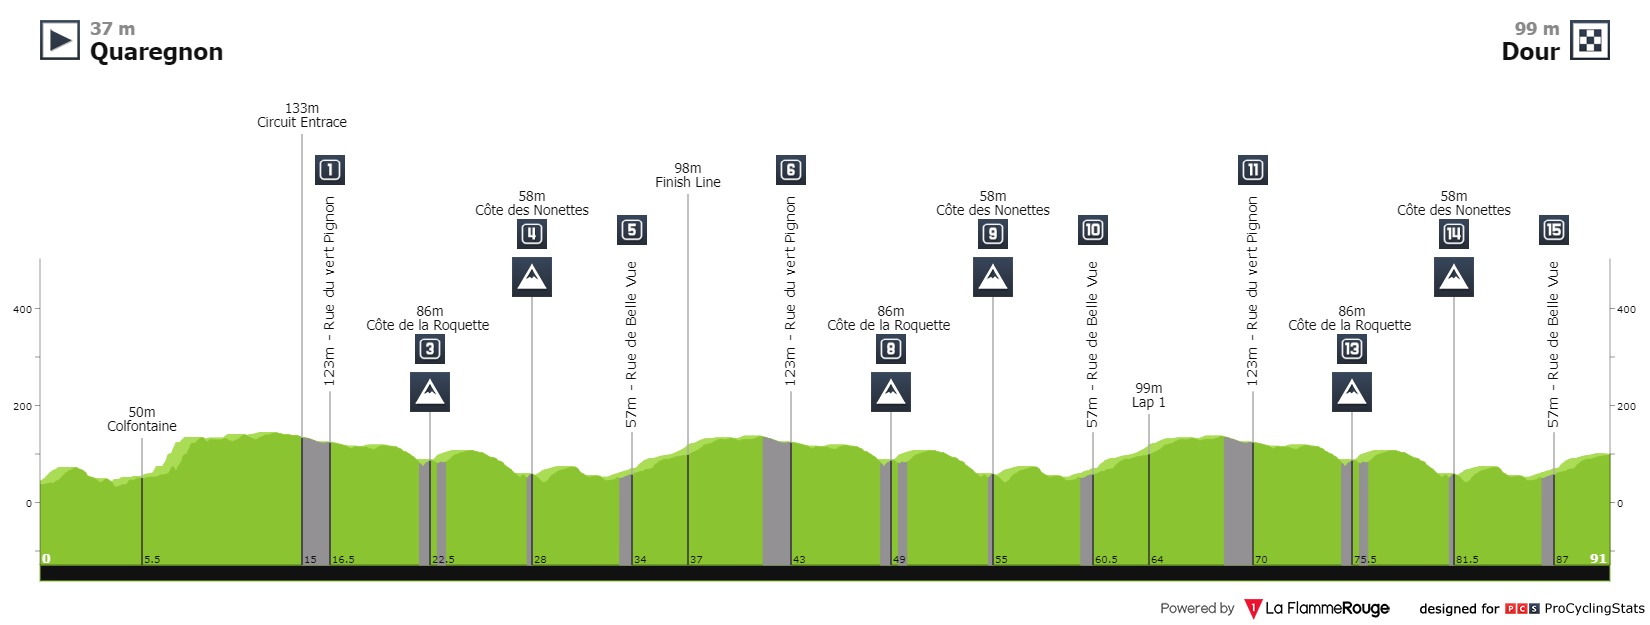 37 m
Quaregnon
99 m
Dour
133m
Circuit Entrace
1
123m - Rue du vert Pignon
50m
Colfontaine
86m
Côte de la Roquette
3
58m
Côte des Nonettes
4
5
57m - Rue de Belle Vue
98m
Finish Line
6
123m - Rue du vert Pignon
86m
Côte de la Roquette
8
58m
Côte des Nonettes
9
10
57m - Rue de Belle Vue
99m
Lap 1
11
123m - Rue du vert Pignon
86m
Côte de la Roquette
13
58m
Côte des Nonettes
14
15
57m - Rue de Belle Vue
400
200
0
400
200
0
0 5.5 15 16.5 22.5 28 34 37 43 49 55 60.5 64 70 75.5 81.5 87 91
Powered by La FlammeRouge designed for PCS ProCyclingStats